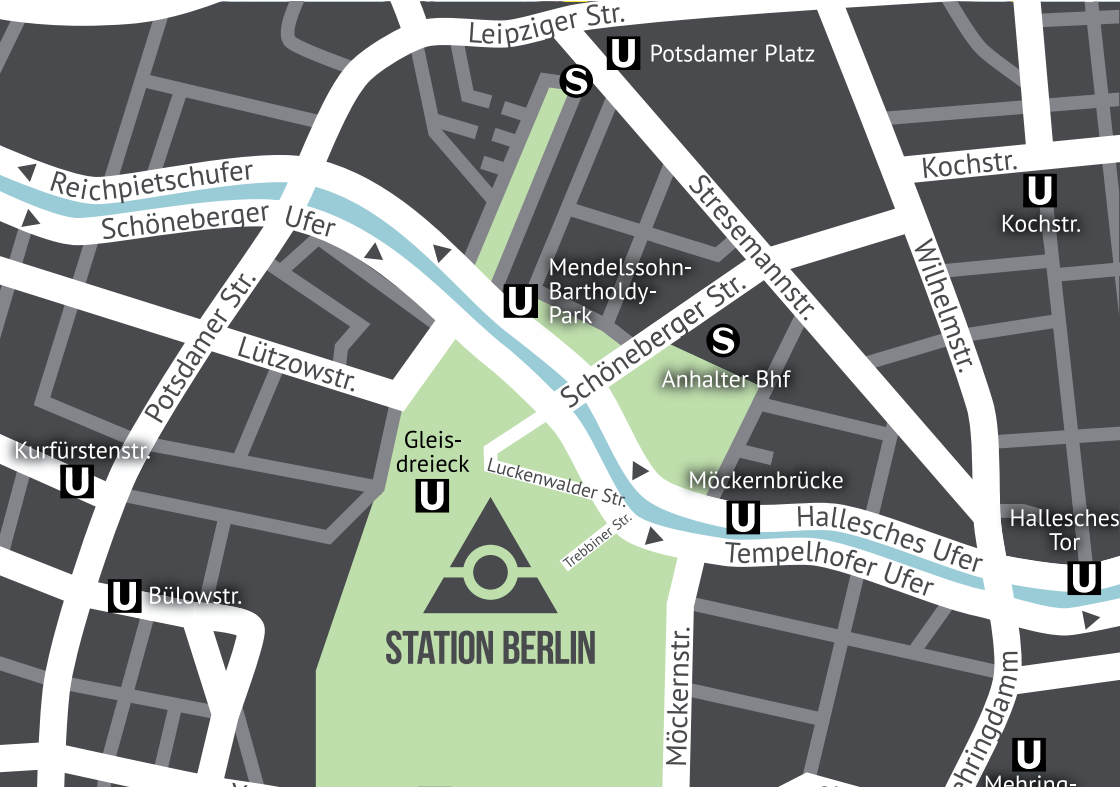 Leipziger Str.
U Potsdamer Platz
S
Kochstr.
U
Kochstr.
Reichpietschufer
Schöneberger Ufer
Stresemannstr.
Wilhelmstr.
Mendelssohn-
U Bartholdy-
Park
Schöneberger Str.
S
Anhalter Bhf
Potsdamer Str.
Lützowstr.
Kurfürstenstr.
U
Gleis-
dreieck
U
Luckenwalder Str.
Trebbiner Str.
Möckernbrücke
U
Hallesches Ufer
Tempelhofer Ufer
Hallesches
Tor
U
U Bülowstr.
STATION BERLIN
Möckernstr.
ehringdamm
U
Mehring-